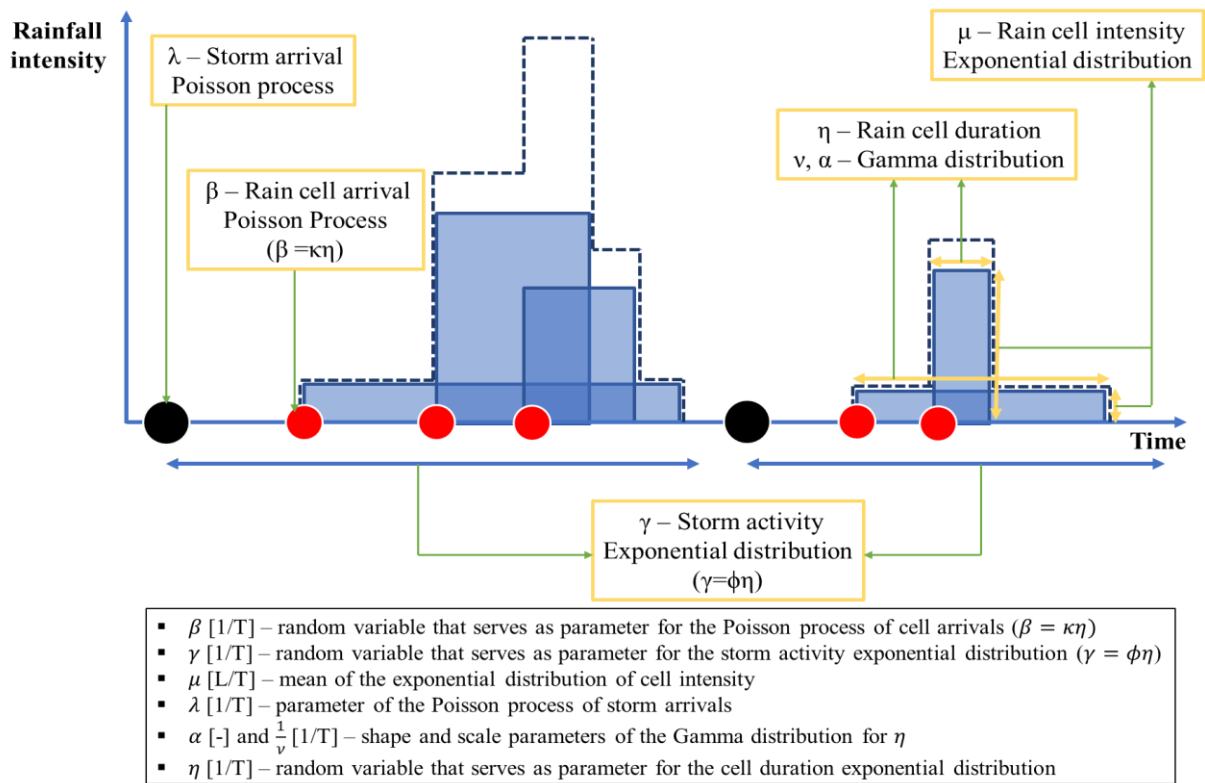 Rainfall
intensity
λ – Storm arrival
Poisson process
β – Rain cell arrival
Poisson Process
(β =κη)
μ – Rain cell intensity
Exponential distribution
η – Rain cell duration
ν, α – Gamma distribution
Time
γ – Storm activity
Exponential distribution
(γ=ϕη)
▪ β [1/T] – random variable that serves as parameter for the Poisson process of cell arrivals (β = κη)
▪ γ [1/T] – random variable that serves as parameter for the storm activity exponential distribution (γ = ϕη)
▪ μ [L/T] – mean of the exponential distribution of cell intensity
▪ λ [1/T] – parameter of the Poisson process of storm arrivals
▪ α [-] and 1/ν [1/T] – shape and scale parameters of the Gamma distribution for η
▪ η [1/T] – random variable that serves as parameter for the cell duration exponential distribution